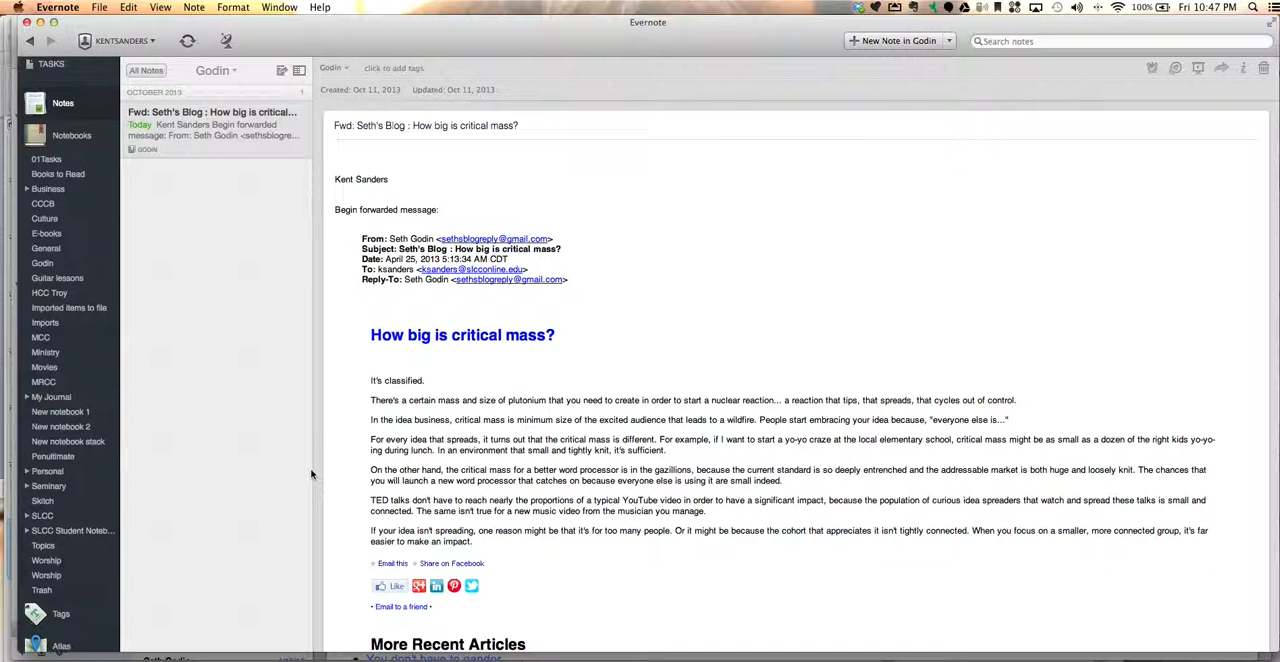 Evernote File Edit View Note Format Window Help 100% Fri 10:47 PM
Evernote
KENTSANDERS New Note in Godin Search notes
TASKS
Notes
Notebooks
01Tasks
Books to Read
Business
CCCB
Culture
E-books
General
Godin
Guitar lessons
HCC Troy
Imported items to file
Imports
MCC
Ministry
Movies
MRCC
My Journal
New notebook 1
New notebook 2
New notebook stack
Penultimate
Personal
Seminary
Skitch
SLCC
SLCC Student Noteb...
Topics
Worship
Worship
Trash
Tags
Atlas
All Notes Godin
OCTOBER 2013 1
Fwd: Seth's Blog : How big is critical...
Today Kent Sanders Begin forwarded
message: From: Seth Godin <sethsblogre...
GODIN
Godin click to add tags
Created: Oct 11, 2013 Updated: Oct 11, 2013
Fwd: Seth's Blog : How big is critical mass?
Kent Sanders
Begin forwarded message:
From: Seth Godin <sethsblogreply@gmail.com>
Subject: Seth's Blog : How big is critical mass?
Date: April 25, 2013 5:13:34 AM CDT
To: ksanders <ksanders@slcconline.edu>
Reply-To: Seth Godin <sethsblogreply@gmail.com>
How big is critical mass?
It's classified.
There's a certain mass and size of plutonium that you need to create in order to start a nuclear reaction... a reaction that tips, that spreads, that cycles out of control.
In the idea business, critical mass is minimum size of the excited audience that leads to a wildfire. People start embracing your idea because, "everyone else is..."
For every idea that spreads, it turns out that the critical mass is different. For example, if I want to start a yo-yo craze at the local elementary school, critical mass might be as small as a dozen of the right kids yo-yo-
ing during lunch. In an environment that small and tightly knit, it's sufficient.
On the other hand, the critical mass for a better word processor is in the gazillions, because the current standard is so deeply entrenched and the addressable market is both huge and loosely knit. The chances that
you will launch a new word processor that catches on because everyone else is using it are small indeed.
TED talks don't have to reach nearly the proportions of a typical YouTube video in order to have a significant impact, because the population of curious idea spreaders that watch and spread these talks is small and
connected. The same isn't true for a new music video from the musician you manage.
If your idea isn't spreading, one reason might be that it's for too many people. Or it might be because the cohort that appreciates it isn't tightly connected. When you focus on a smaller, more connected group, it's far
easier to make an impact.
Email this Share on Facebook
Like
• Email to a friend •
More Recent Articles
You don't have to pander